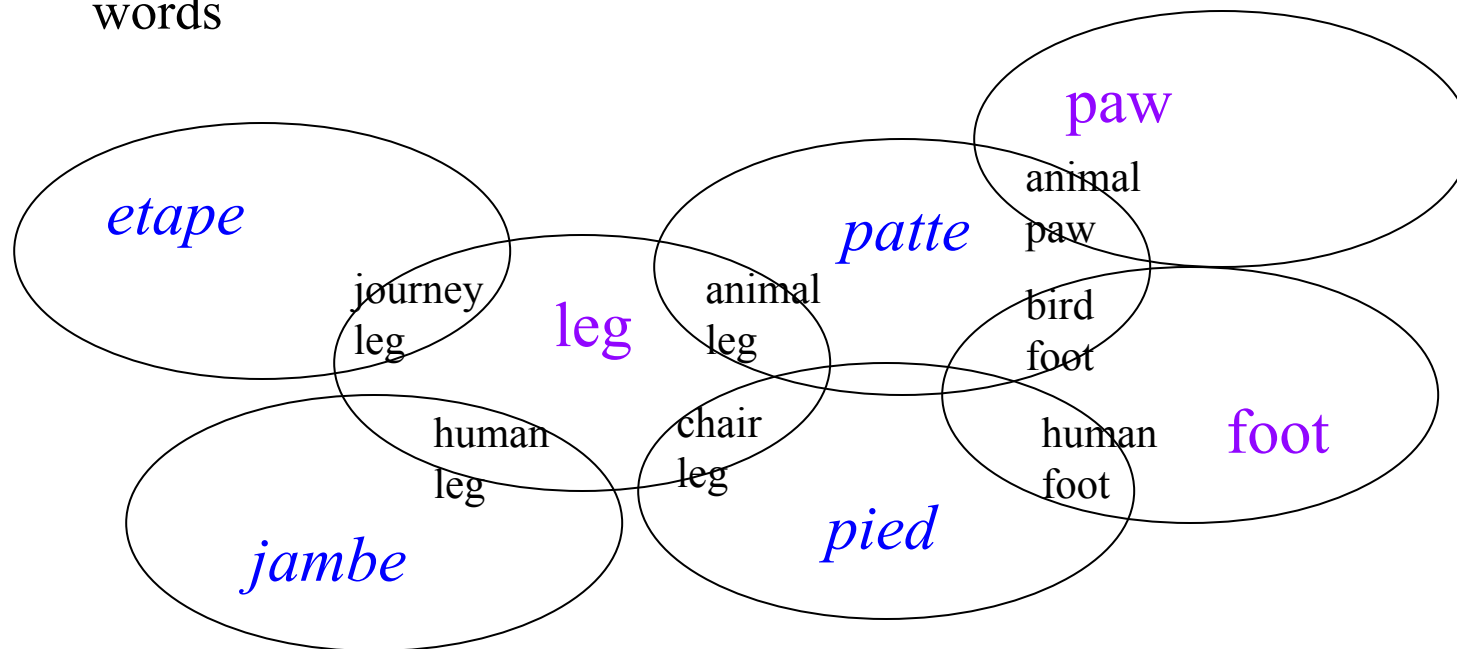 words
paw
animal
paw
etape
patte
journey
leg
leg
animal
leg
bird
foot
human
leg
chair
leg
human
foot
foot
jambe
pied